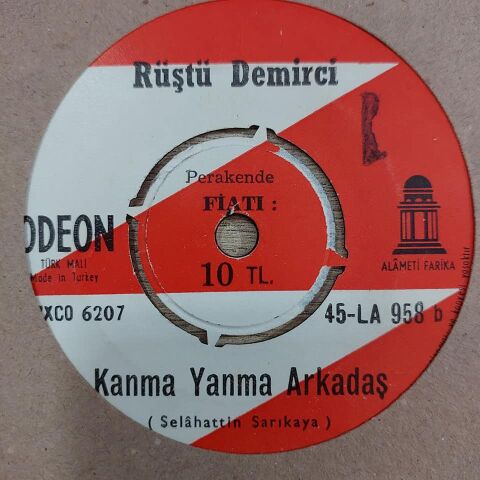 Rüştü Demirci
Perakende
FİATI :
10 TL.
ODEON
TÜRK MALI
Made in Turkey
XCO 6207
ALÂMETİ FARİKA
45-LA 958 b
Kanma Yanma Arkadaş
( Selâhattin Sarıkaya )